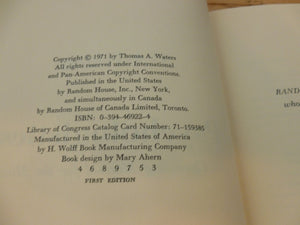 Copyright © 1971 by Thomas A. Waters
All rights reserved under International
and Pan-American Copyright Conventions.
Published in the United States
by Random House, Inc., New York,
and simultaneously in Canada
by Random House of Canada Limited, Toronto.
ISBN: 0-394-46922-4
Library of Congress Catalog Card Number: 71-159385
Manufactured in the United States of America
by H. Wolff Book Manufacturing Company
Book design by Mary Ahern
4 6 8 9 7 5 3
FIRST EDITION
RAND
who